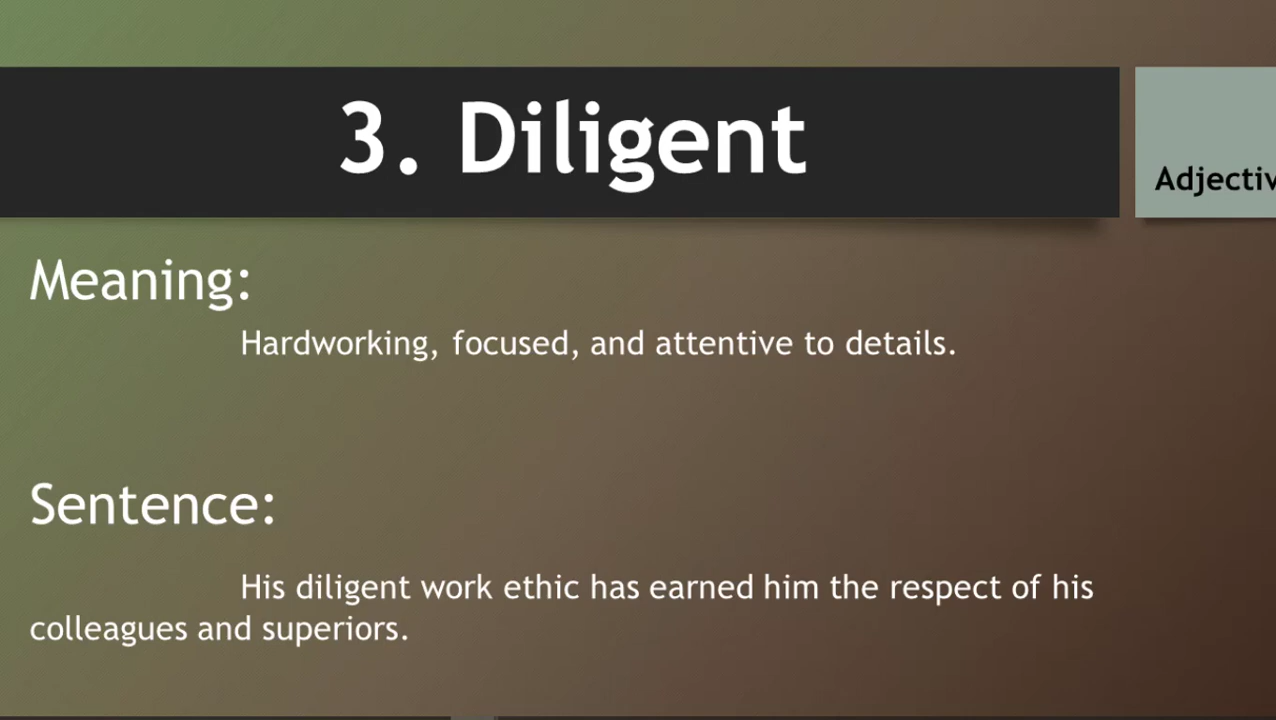 3. Diligent
Adjectiv
Meaning:
Hardworking, focused, and attentive to details.
Sentence:
His diligent work ethic has earned him the respect of his
colleagues and superiors.